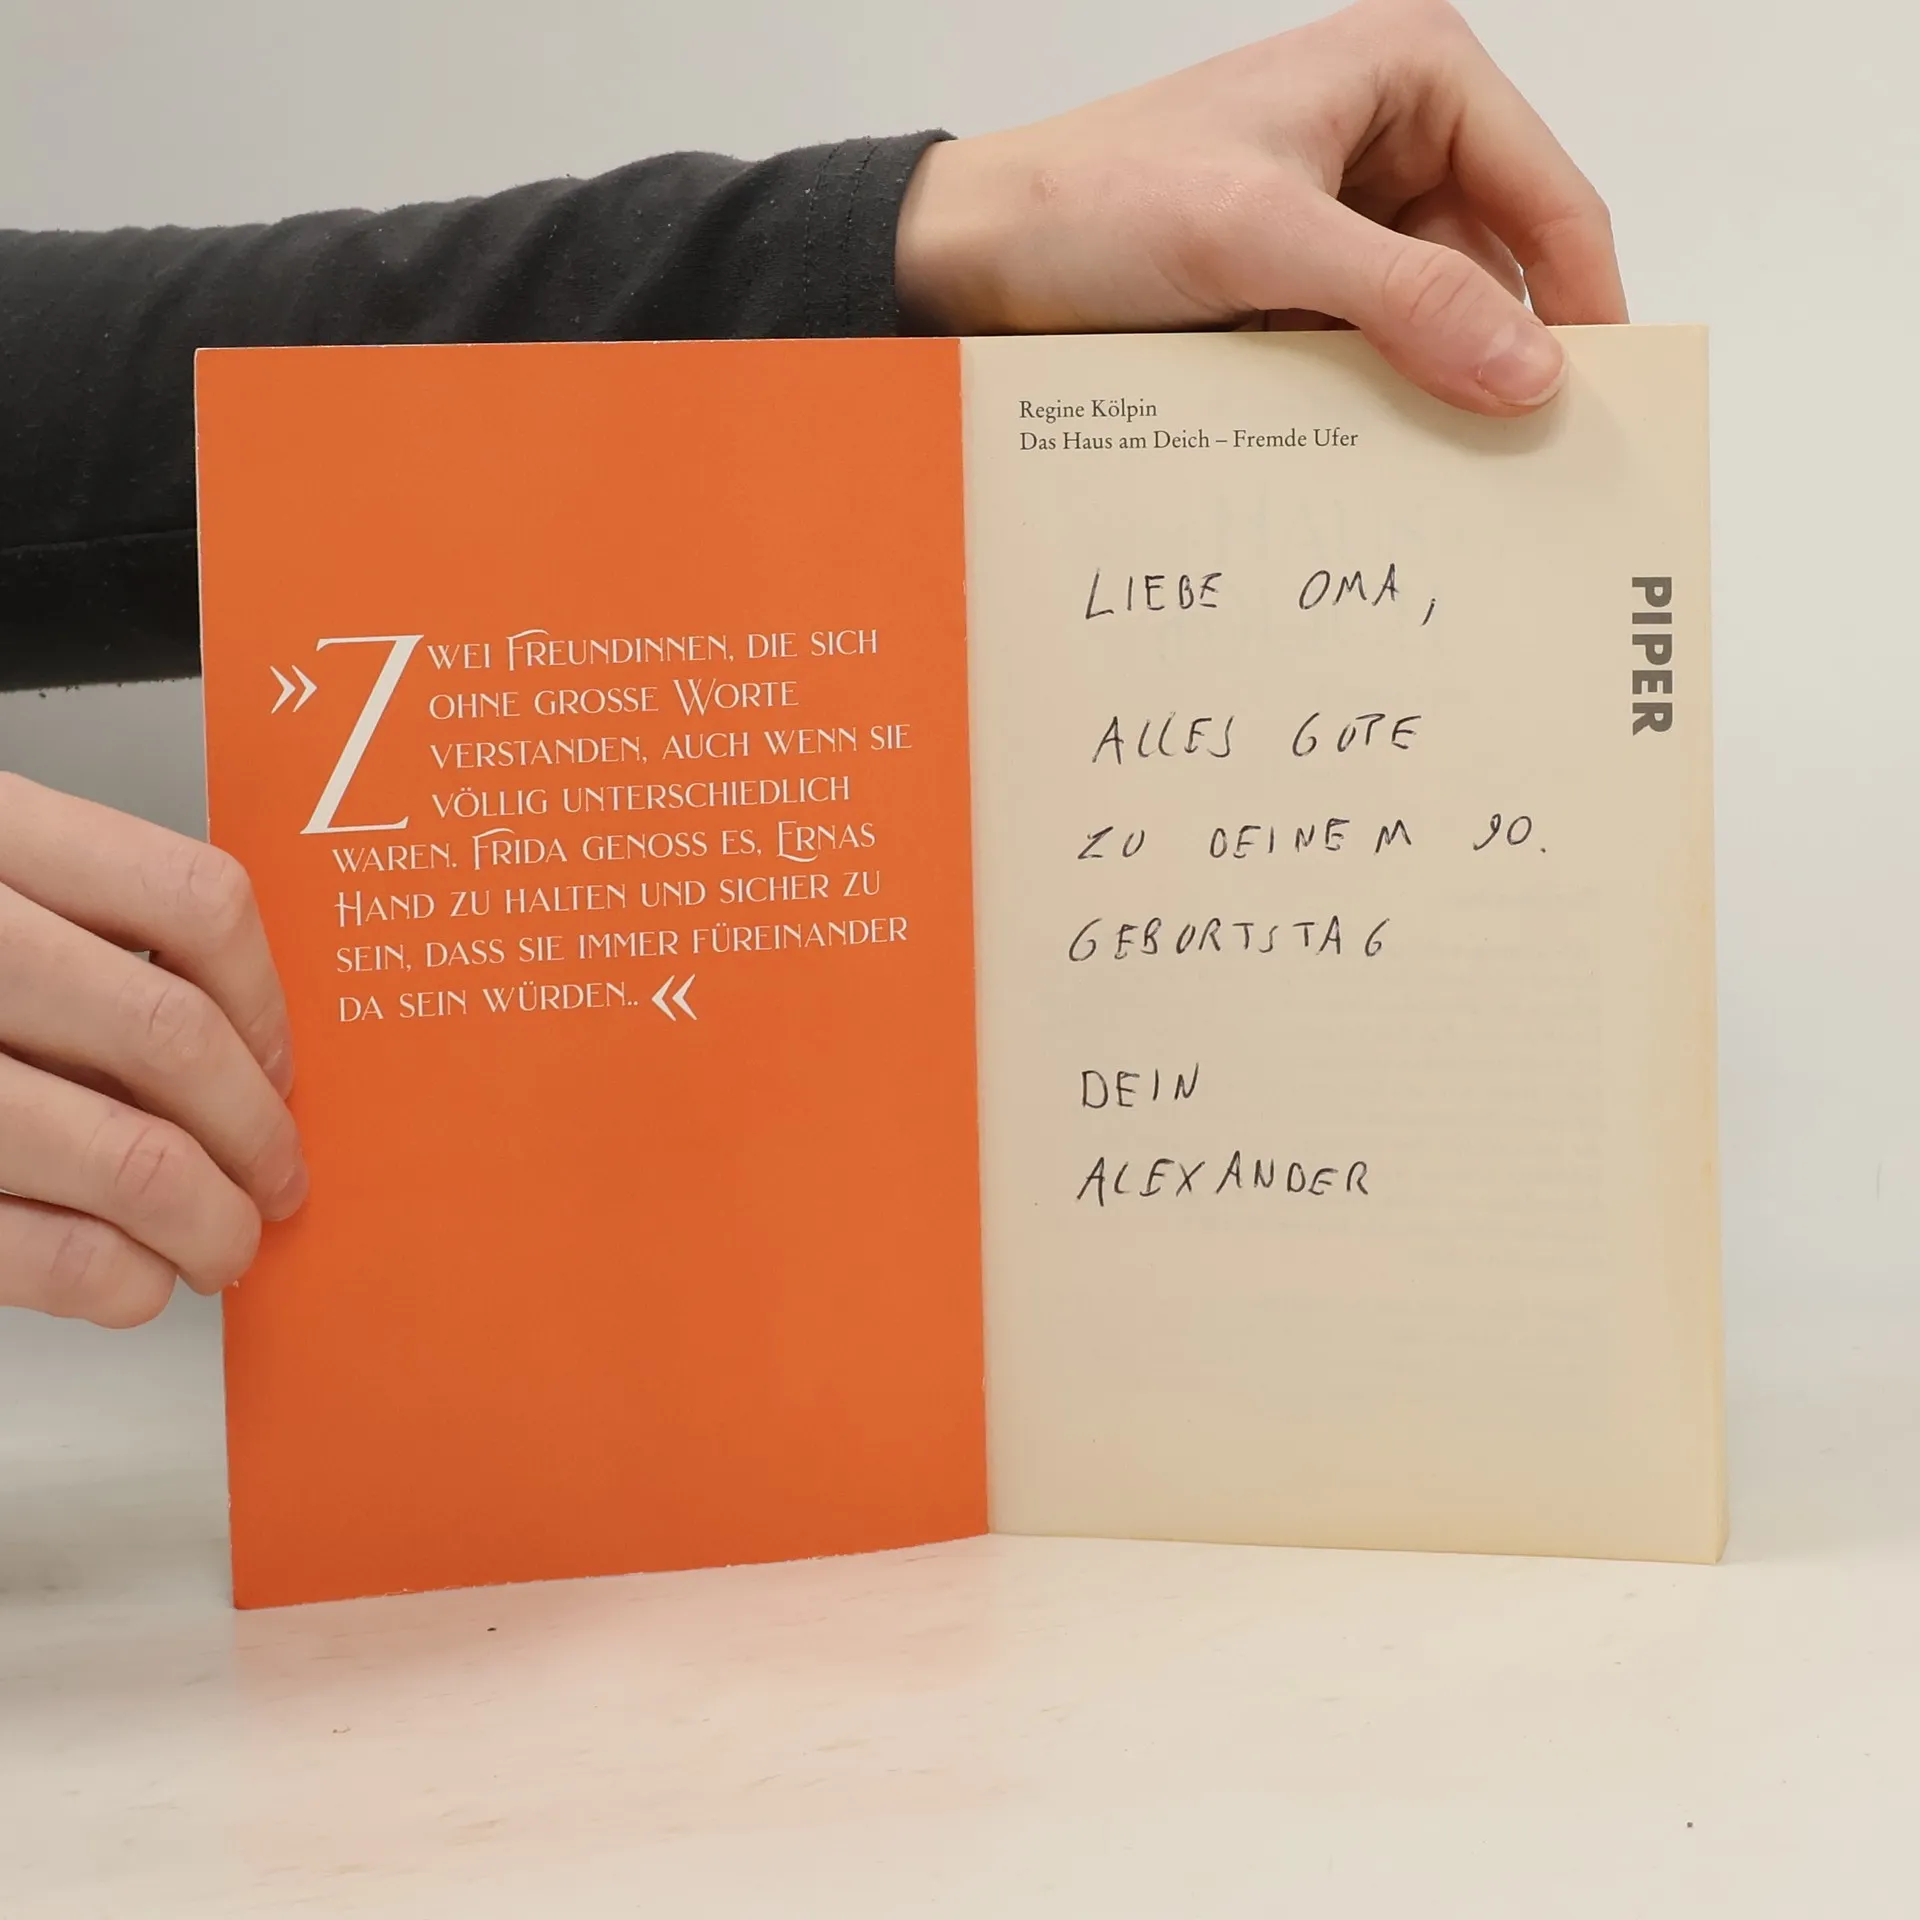 »ZWEI FREUNDINNEN, DIE SICH
OHNE GROSSE WORTE
VERSTANDEN, AUCH WENN SIE
VÖLLIG UNTERSCHIEDLICH
WAREN. FRIDA GENOSS ES, ERNAS
HAND ZU HALTEN UND SICHER ZU
SEIN, DASS SIE IMMER FÜREINANDER
DA SEIN WÜRDEN..«
Regine Kölpin
Das Haus am Deich – Fremde Ufer
LIEBE OMA,
ALLES GUTE
ZU DEINEM 90.
GEBURTSTAG
DEIN
ALEXANDER
PIPER